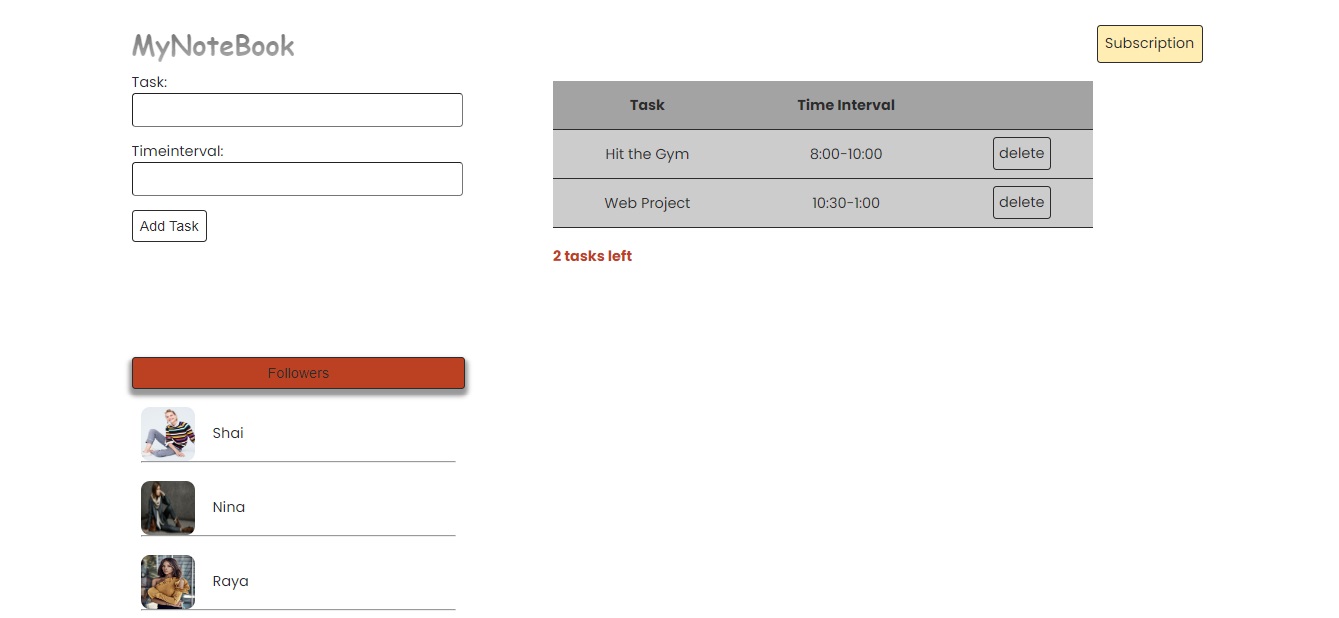 MyNoteBook
Subscription
Task:
Timeinterval:
Add Task
Task Time Interval
Hit the Gym 8:00-10:00 delete
Web Project 10:30-1:00 delete
2 tasks left
Followers
Shai
Nina
Raya